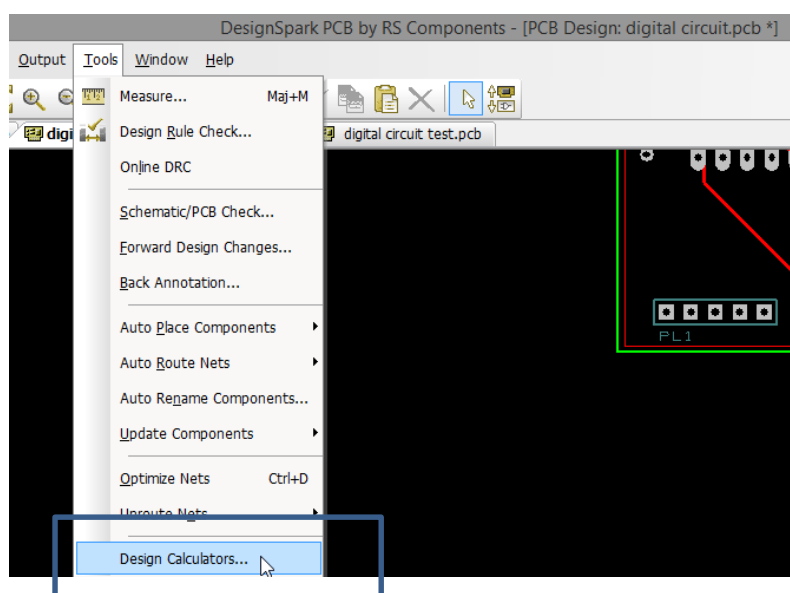 DesignSpark PCB by RS Components - [PCB Design: digital circuit.pcb *]
Output Tools Window Help
Measure... Maj+M
Design Rule Check...
digi digital circuit test.pcb
Online DRC
Schematic/PCB Check...
Forward Design Changes...
Back Annotation...
Auto Place Components
Auto Route Nets
Auto Rename Components...
Update Components
Optimize Nets Ctrl+D
Unroute Nets
Design Calculators...
PL1